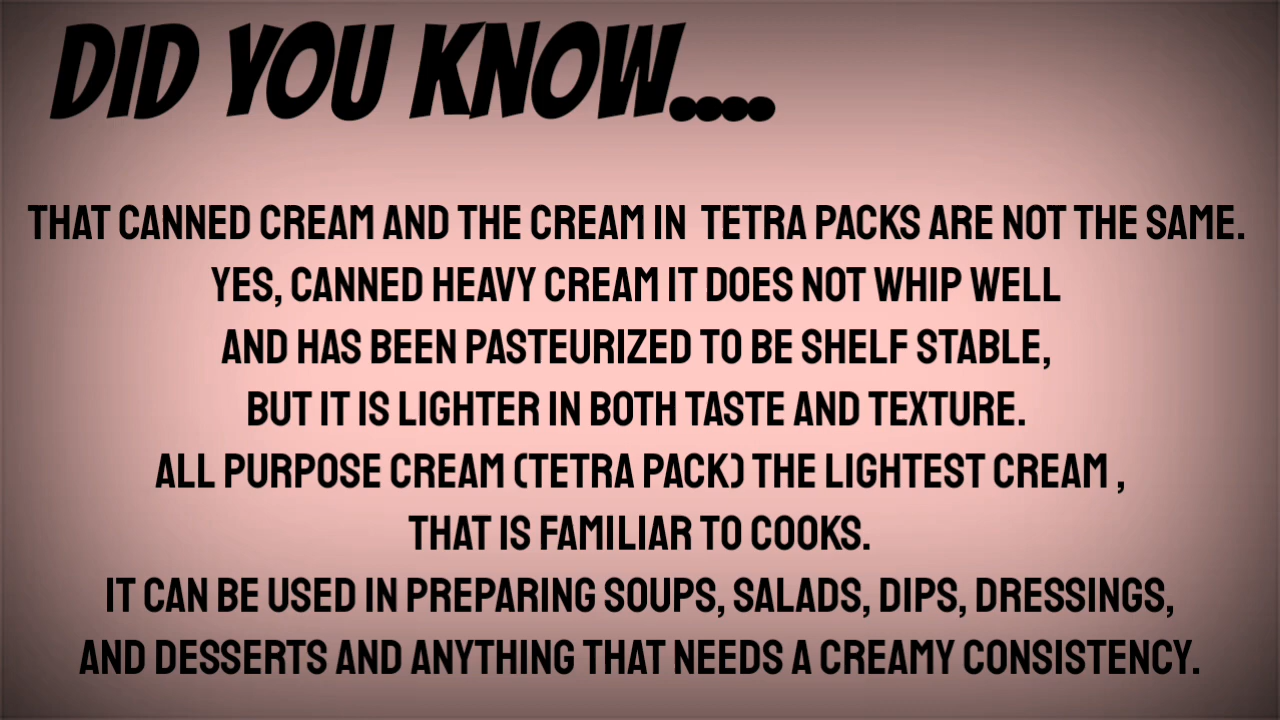 DID YOU KNOW....
THAT CANNED CREAM AND THE CREAM IN TETRA PACKS ARE NOT THE SAME.
YES, CANNED HEAVY CREAM IT DOES NOT WHIP WELL
AND HAS BEEN PASTEURIZED TO BE SHELF STABLE,
BUT IT IS LIGHTER IN BOTH TASTE AND TEXTURE.
ALL PURPOSE CREAM (TETRA PACK) THE LIGHTEST CREAM ,
THAT IS FAMILIAR TO COOKS.
IT CAN BE USED IN PREPARING SOUPS, SALADS, DIPS, DRESSINGS,
AND DESSERTS AND ANYTHING THAT NEEDS A CREAMY CONSISTENCY.